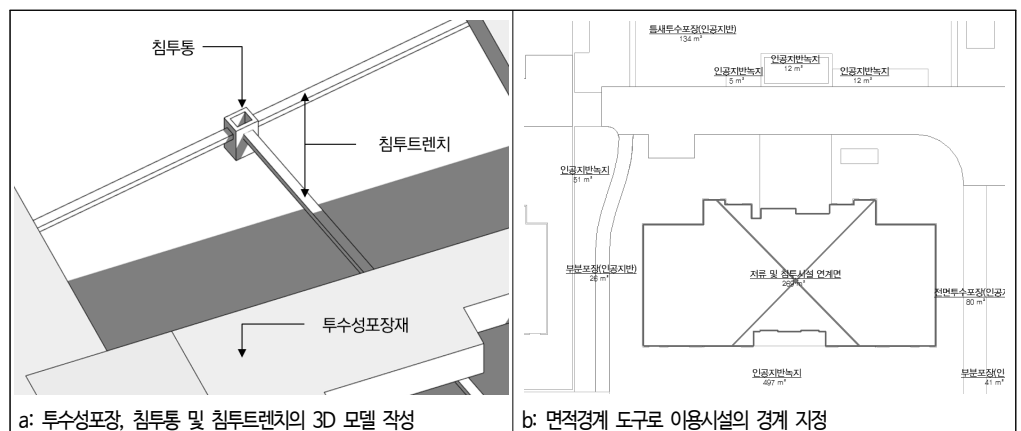 침투통
침투트렌치
투수성포장재
a: 투수성포장, 침투통 및 침투트렌치의 3D 모델 작성
틈새투수포장(인공지반)
134 m²
인공지반녹지
12 m²
인공지반녹지
5 m²
인공지반녹지
12 m²
인공지반녹지
51 m²
부분포장(인공지반)
26 m²
저류 및 침투시설 연계면
전면투수포장(인공지
80 m²
인공지반녹지
497 m²
부분포장(인
41 m²
b: 면적경계 도구로 이용시설의 경계 지정